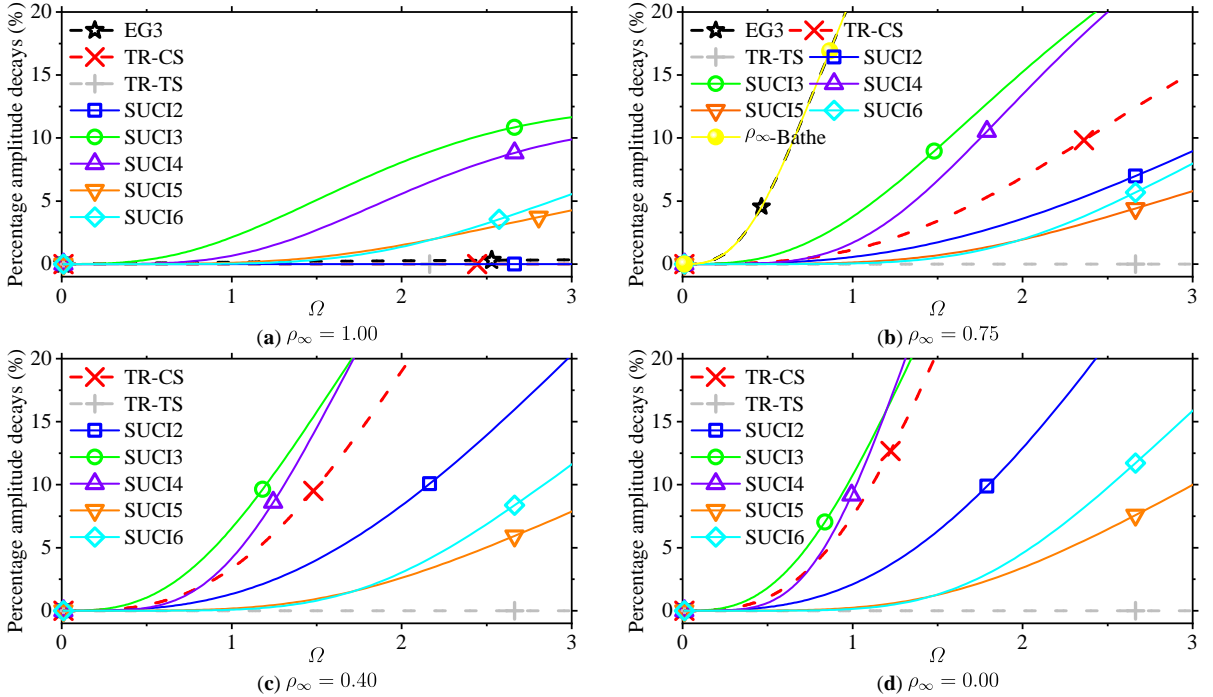 Percentage amplitude decays (%)
20
15
10
5
0
EG3
TR-CS
TR-TS
SUCI2
SUCI3
SUCI4
SUCI5
SUCI6
0 1 2 3
Ω
(a) ρ∞ = 1.00
Percentage amplitude decays (%)
20
15
10
5
0
EG3 TR-CS
TR-TS SUCI2
SUCI3 SUCI4
SUCI5 SUCI6
ρ∞-Bathe
0 1 2 3
Ω
(b) ρ∞ = 0.75
Percentage amplitude decays (%)
20
15
10
5
0
TR-CS
TR-TS
SUCI2
SUCI3
SUCI4
SUCI5
SUCI6
0 1 2 3
Ω
(c) ρ∞ = 0.40
Percentage amplitude decays (%)
20
15
10
5
0
TR-CS
TR-TS
SUCI2
SUCI3
SUCI4
SUCI5
SUCI6
0 1 2 3
Ω
(d) ρ∞ = 0.00